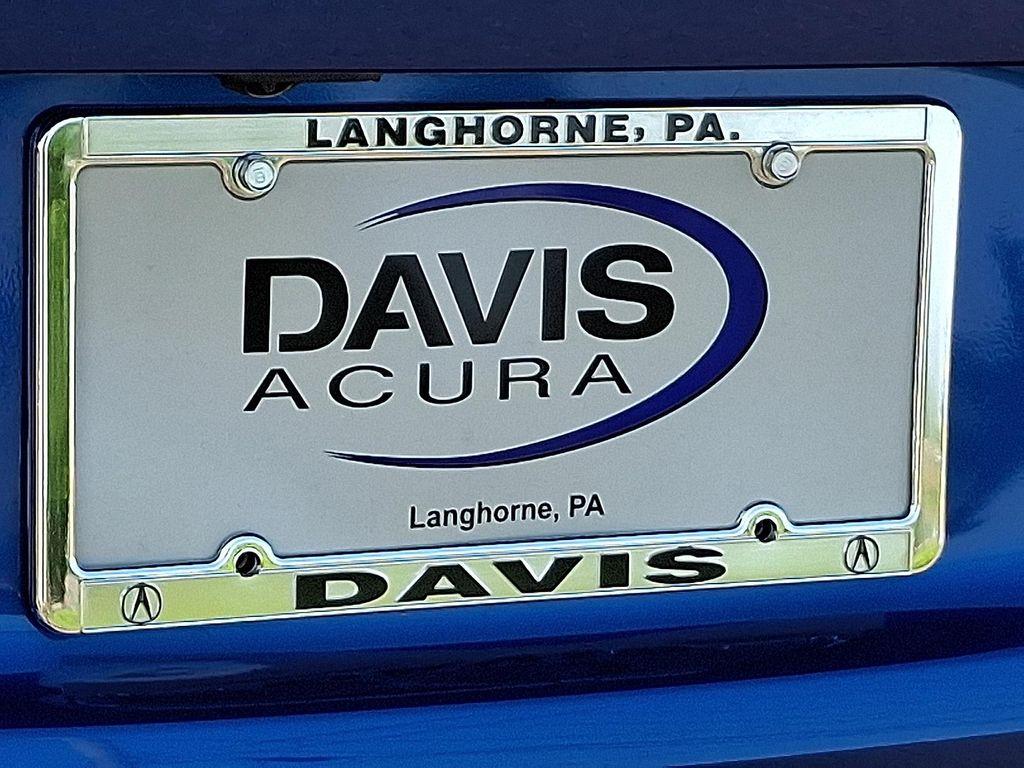 LANGHORNE, PA.
DAVIS
ACURA
Langhorne, PA
DAVIS